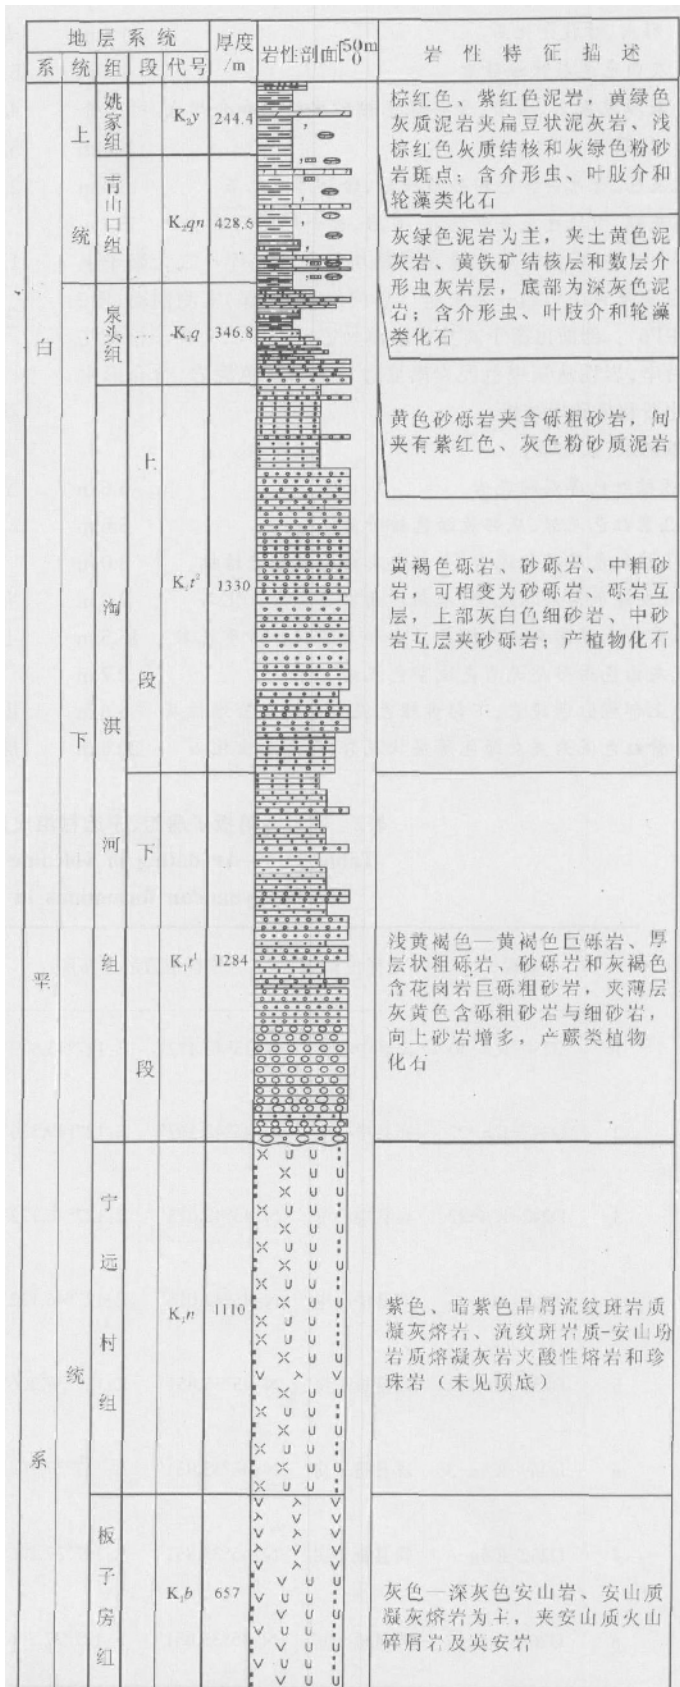 地层系统
厚度
/m
岩性剖面
50m
0
岩性特征描述
系 统 组 段 代号
白垩系
上统
下统
姚家组
K₂y 244.4
棕红色、紫红色泥岩，黄绿色
灰质泥岩夹扁豆状泥灰岩、浅
棕红色灰质结核和灰绿色粉砂
岩斑点；含介形虫、叶肢介和
轮藻类化石
青山口组
K₂qn 428.6
灰绿色泥岩为主，夹土黄色泥
灰岩、黄铁矿结核层和数层介
形虫灰岩层，底部为深灰色泥
岩；含介形虫、叶肢介和轮藻
类化石
泉头组
K₁q 346.8
黄色砂砾岩夹含砾粗砂岩，间
夹有紫红色、灰色粉砂质泥岩
淘淇河组
上段
K₁t² 1330
黄褐色砾岩、砂砾岩、中粗砂
岩，可相变为砂砾岩、砾岩互
层，上部灰白色细砂岩、中砂
岩互层夹砂砾岩；产植物化石
下段
K₁t¹ 1284
浅黄褐色—黄褐色巨砾岩、厚
层状粗砾岩、砂砾岩和灰褐色
含花岗岩巨砾粗砂岩，夹薄层
灰黄色含砾粗砂岩与细砂岩，
向上砂岩增多，产蕨类植物
化石
宁远村组
K₁n 1110
紫色、暗紫色晶屑流纹斑岩质
凝灰熔岩、流纹斑岩质-安山玢
岩质熔凝灰岩夹酸性熔岩和珍
珠岩（未见顶底）
板子房组
K₁b 657
灰色—深灰色安山岩、安山质
凝灰熔岩为主，夹安山质火山
碎屑岩及英安岩